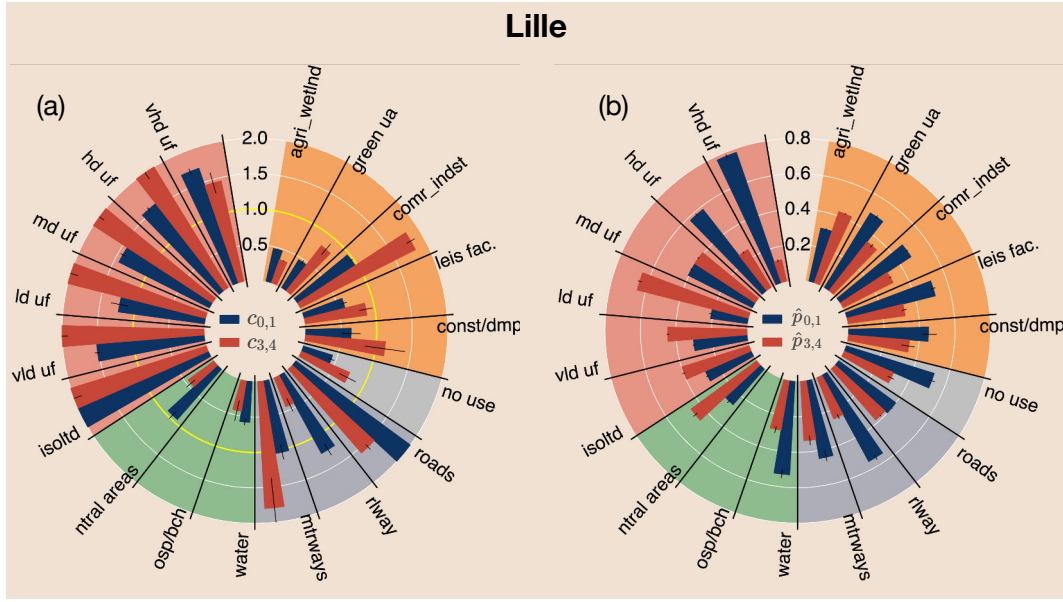 Lille
(a)
2.0
1.5
1.0
0.5
agri_wetlnd
green ua
comr_indst
leis fac.
const/dmp
no use
roads
rlway
mtrways
water
osp/bch
ntral areas
isoltd
vld uf
ld uf
md uf
hd uf
vhd uf
c0,1
c3,4
(b)
0.8
0.6
0.4
0.2
agri_wetlnd
green ua
comr_indst
leis fac.
const/dmp
no use
roads
rlway
mtrways
water
osp/bch
ntral areas
isoltd
vld uf
ld uf
md uf
hd uf
vhd uf
p̂0,1
p̂3,4